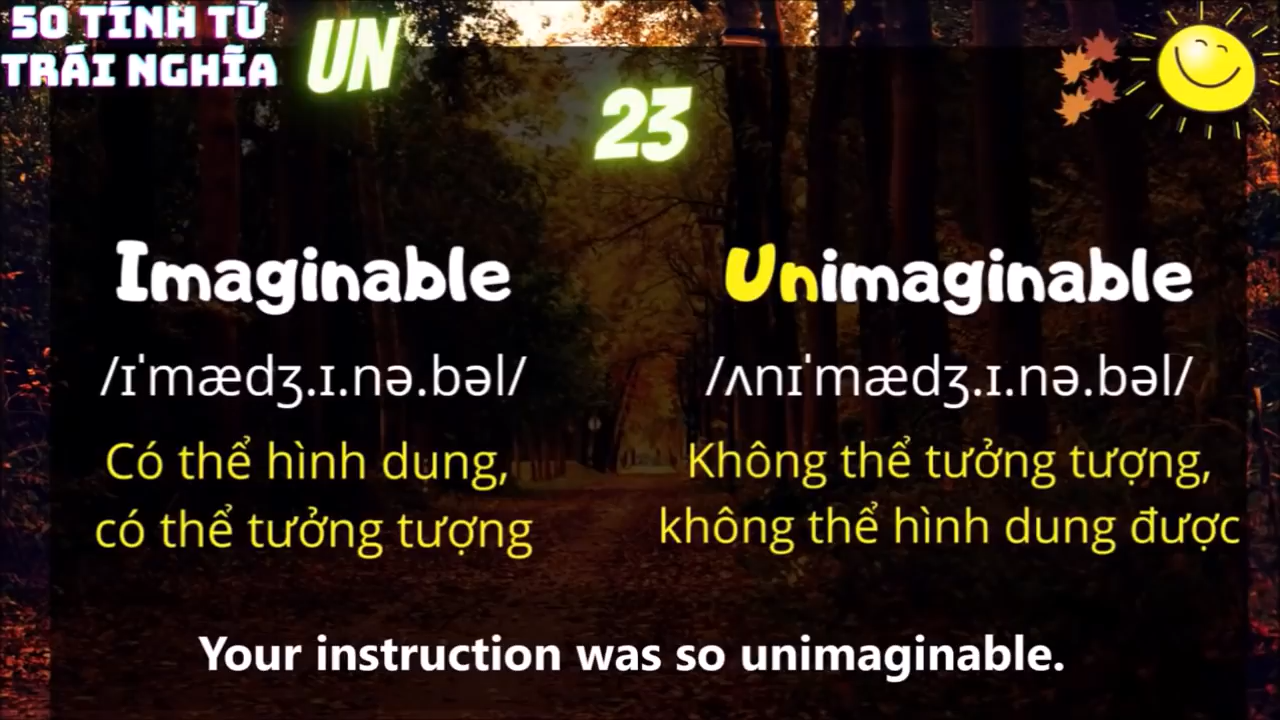 50 TÍNH TỪ
TRÁI NGHĨA
UN
23
Imaginable
Unimaginable
/ɪˈmædʒ.ɪ.nə.bəl/
/ʌnɪˈmædʒ.ɪ.nə.bəl/
Có thể hình dung,
có thể tưởng tượng
Không thể tưởng tượng,
không thể hình dung được
Your instruction was so unimaginable.